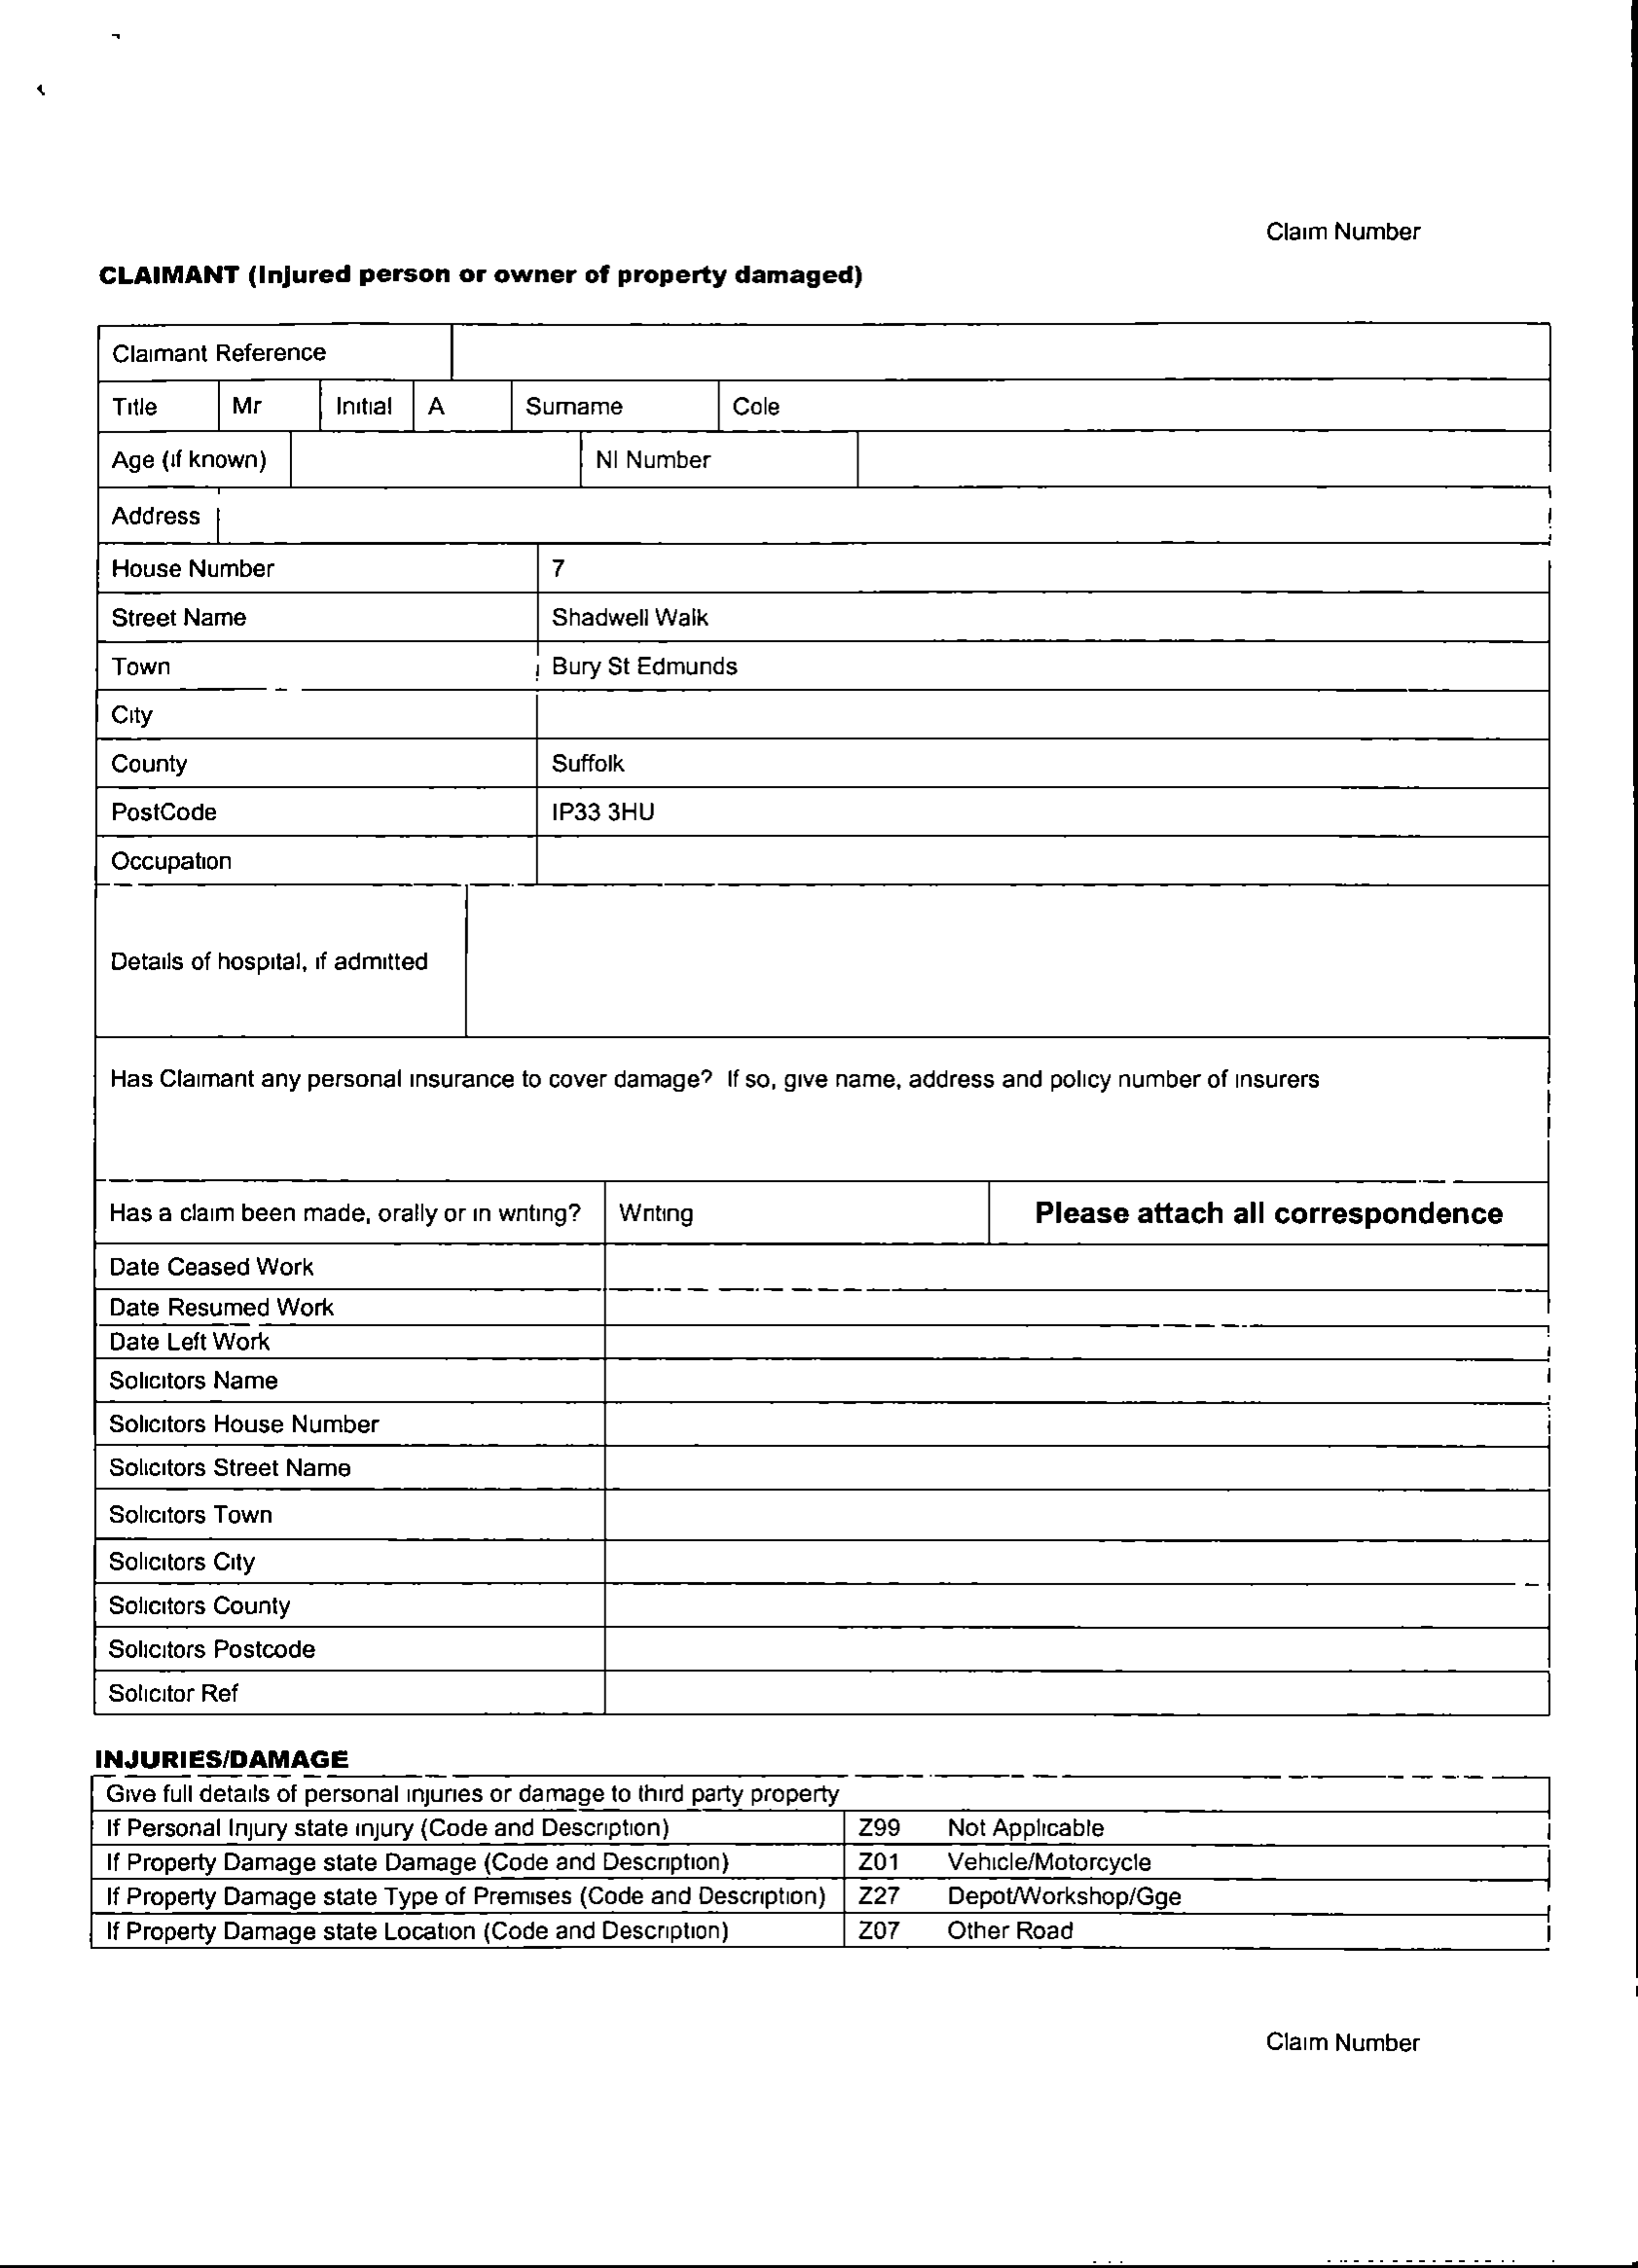 Claim Number
CLAIMANT (Injured person or owner of property damaged)
Claimant Reference
Title Mr Initial A Surname Cole
Age (if known) NI Number
Address
House Number 7
Street Name Shadwell Walk
Town Bury St Edmunds
City
County Suffolk
PostCode IP33 3HU
Occupation
Details of hospital, if admitted
Has Claimant any personal insurance to cover damage? If so, give name, address and policy number of insurers
Has a claim been made, orally or in writing? Writing Please attach all correspondence
Date Ceased Work
Date Resumed Work
Date Left Work
Solicitors Name
Solicitors House Number
Solicitors Street Name
Solicitors Town
Solicitors City
Solicitors County
Solicitors Postcode
Solicitor Ref
INJURIES/DAMAGE
Give full details of personal injuries or damage to third party property
If Personal Injury state injury (Code and Description) Z99 Not Applicable
If Property Damage state Damage (Code and Description) Z01 Vehicle/Motorcycle
If Property Damage state Type of Premises (Code and Description) Z27 Depot/Workshop/Gge
If Property Damage state Location (Code and Description) Z07 Other Road
Claim Number